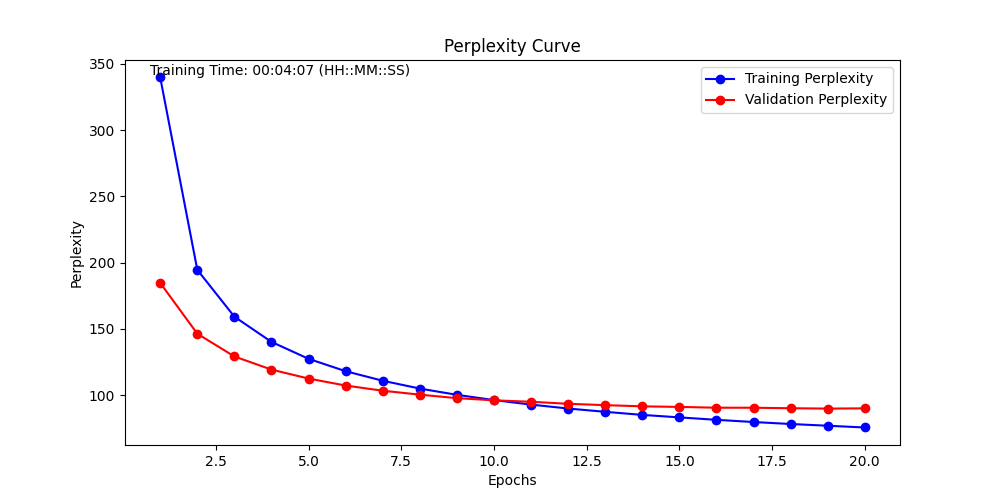 Perplexity Curve
Training Time: 00:04:07 (HH::MM::SS)
Training Perplexity
Validation Perplexity
350
300
250
200
150
100
Perplexity
2.5 5.0 7.5 10.0 12.5 15.0 17.5 20.0
Epochs